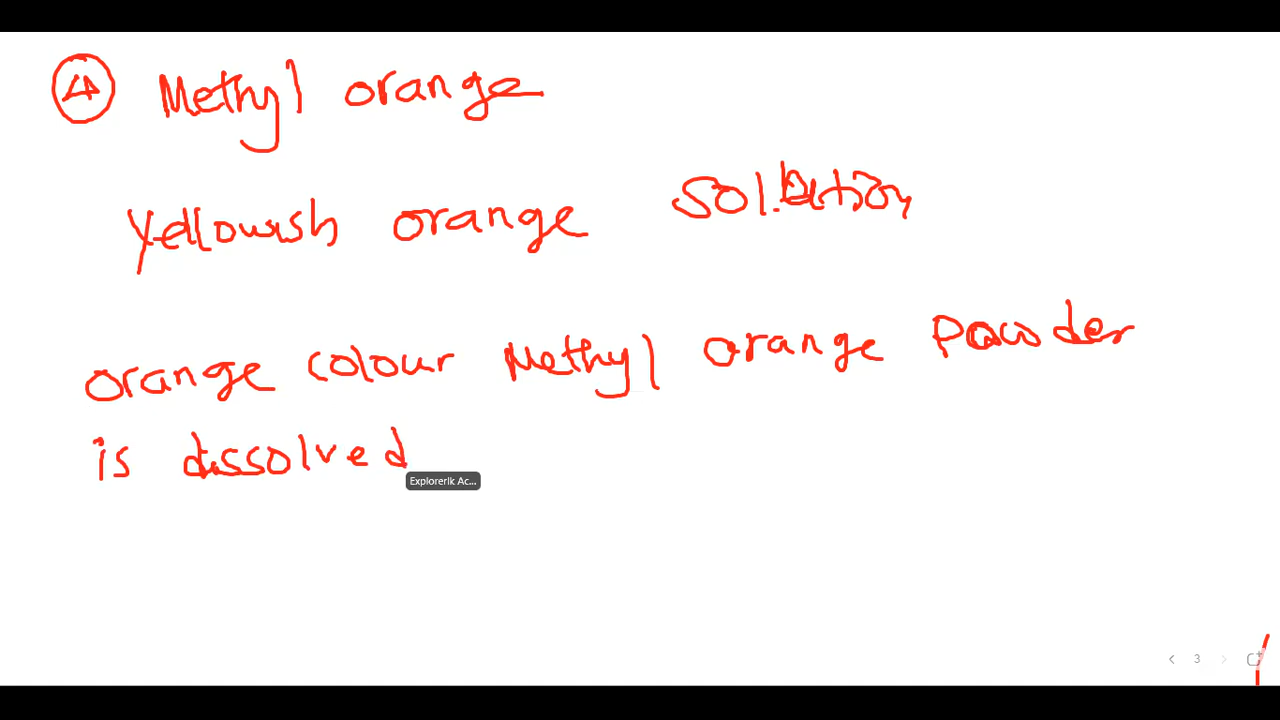 4 Methyl orange
Yellowish orange solution
orange colour Methyl orange Powder
is dissolved
Explorerik Ac...
3